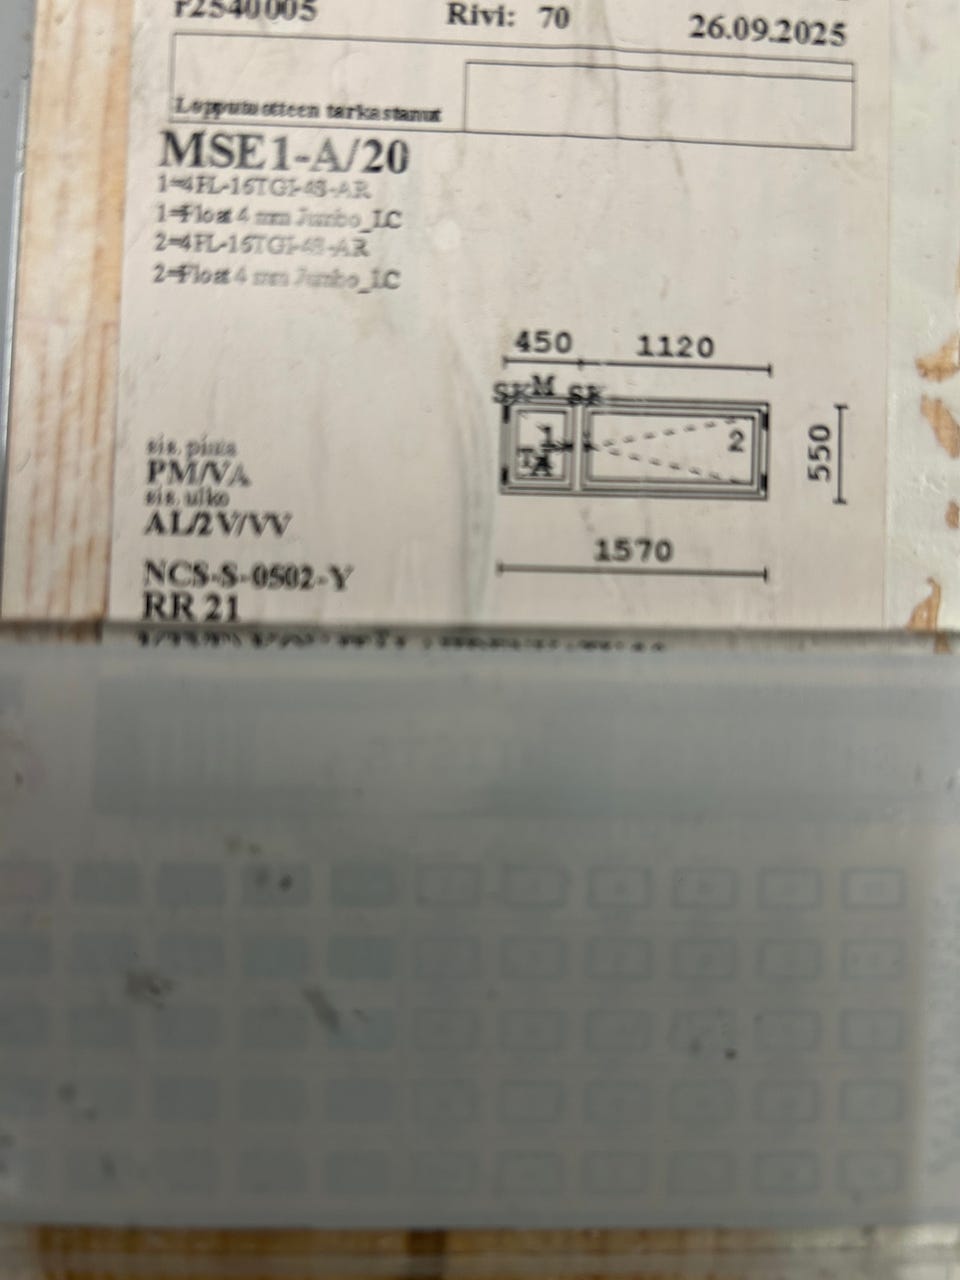 r2540005 Rivi: 70 26.09.2025
Lopputuotteen tarkastanut
MSE1-A/20
1=4FL-16TGI-4S-AR
1=Float 4 mm Jumbo_LC
2=4FL-16TGI-4S-AR
2=Float 4 mm Jumbo_LC
450 1120
SK M SK
1 2
TA
550
1570
sis. pinta
PM/VA
sis. ulko
AL/2V/VV
NCS-S-0502-Y
RR 21